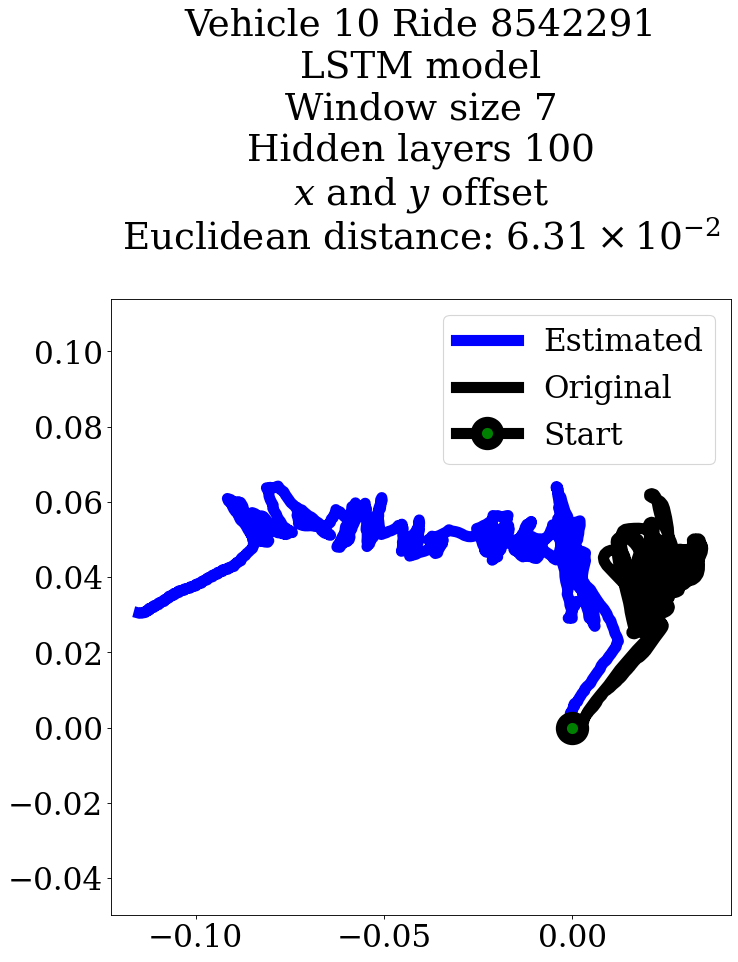 Vehicle 10 Ride 8542291
LSTM model
Window size 7
Hidden layers 100
x and y offset
Euclidean distance: 6.31 × 10⁻²
Estimated
Original
Start
0.10
0.08
0.06
0.04
0.02
0.00
−0.02
−0.04
−0.10 −0.05 0.00